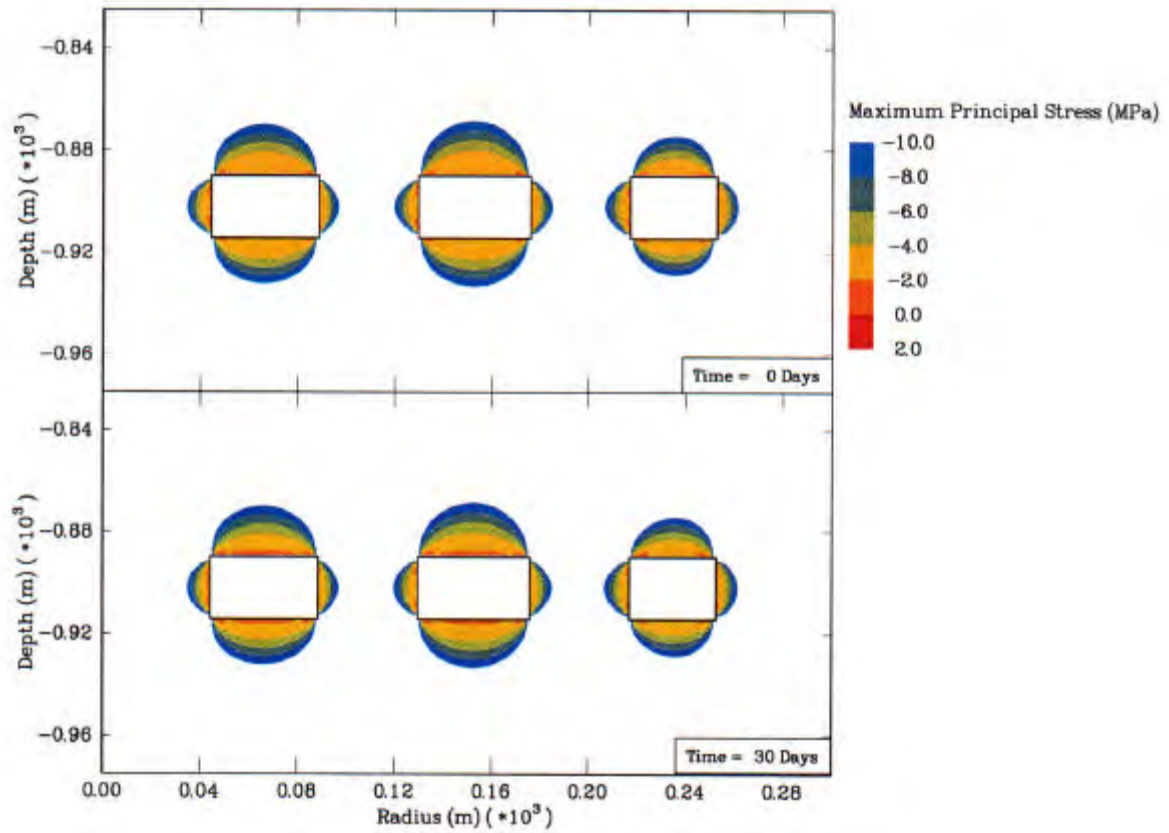 −0.84
−0.88
−0.92
−0.96
Depth (m) ( *10³ )
Time = 0 Days
Maximum Principal Stress (MPa)
−10.0
−8.0
−6.0
−4.0
−2.0
0.0
2.0
−0.84
−0.88
−0.92
−0.96
Depth (m) ( *10³ )
Time = 30 Days
0.00 0.04 0.08 0.12 0.16 0.20 0.24 0.28
Radius (m) ( *10³ )